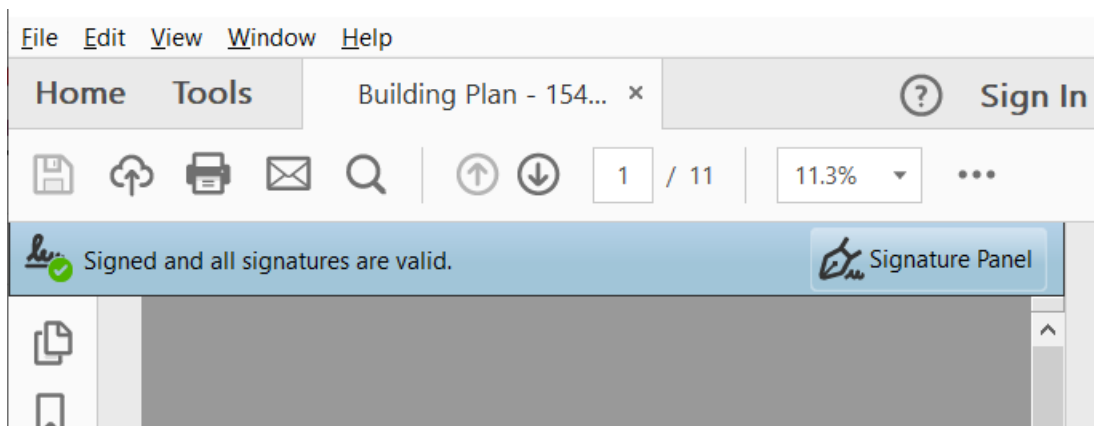 File Edit View Window Help
Home Tools Building Plan - 154... × ? Sign In
1 / 11 11.3%
Signed and all signatures are valid. Signature Panel